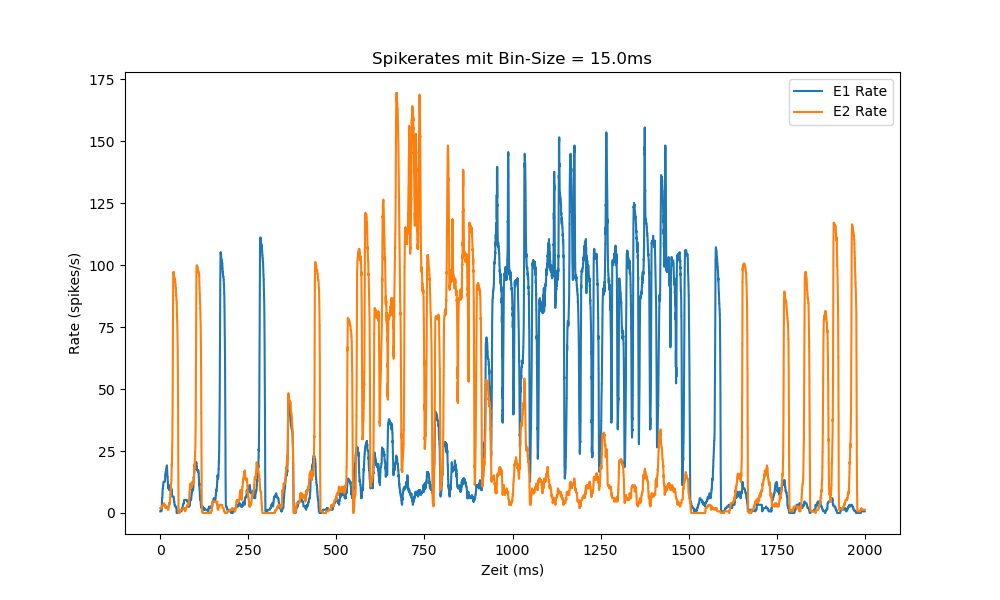 Spikerates mit Bin-Size = 15.0ms
E1 Rate
E2 Rate
175
150
125
100
75
50
25
0
Rate (spikes/s)
0 250 500 750 1000 1250 1500 1750 2000
Zeit (ms)